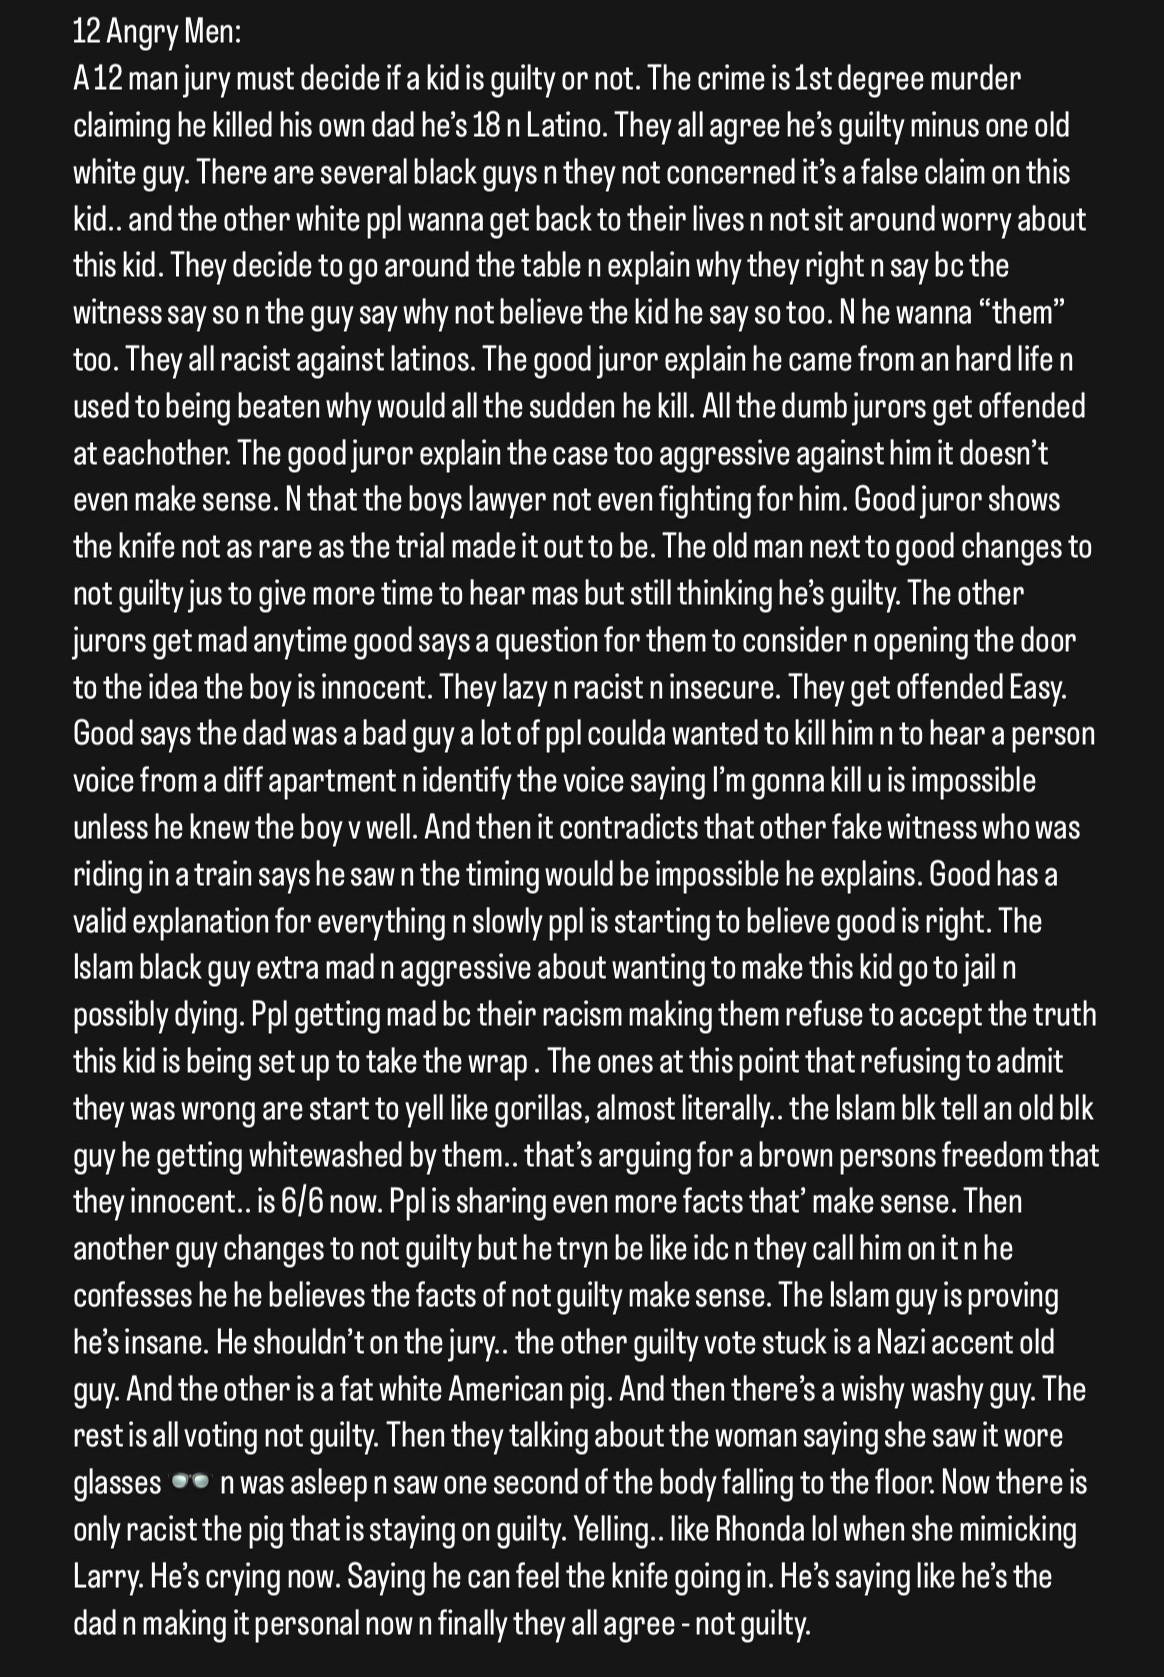 12 Angry Men:
A 12 man jury must decide if a kid is guilty or not. The crime is 1st degree murder
claiming he killed his own dad he’s 18 n Latino. They all agree he’s guilty minus one old
white guy. There are several black guys n they not concerned it’s a false claim on this
kid.. and the other white ppl wanna get back to their lives n not sit around worry about
this kid. They decide to go around the table n explain why they right n say bc the
witness say so n the guy say why not believe the kid he say so too. N he wanna “them”
too. They all racist against latinos. The good juror explain he came from an hard life n
used to being beaten why would all the sudden he kill. All the dumb jurors get offended
at eachother. The good juror explain the case too aggressive against him it doesn’t
even make sense. N that the boys lawyer not even fighting for him. Good juror shows
the knife not as rare as the trial made it out to be. The old man next to good changes to
not guilty jus to give more time to hear mas but still thinking he’s guilty. The other
jurors get mad anytime good says a question for them to consider n opening the door
to the idea the boy is innocent. They lazy n racist n insecure. They get offended Easy.
Good says the dad was a bad guy a lot of ppl coulda wanted to kill him n to hear a person
voice from a diff apartment n identify the voice saying I’m gonna kill u is impossible
unless he knew the boy v well. And then it contradicts that other fake witness who was
riding in a train says he saw n the timing would be impossible he explains. Good has a
valid explanation for everything n slowly ppl is starting to believe good is right. The
Islam black guy extra mad n aggressive about wanting to make this kid go to jail n
possibly dying. Ppl getting mad bc their racism making them refuse to accept the truth
this kid is being set up to take the wrap . The ones at this point that refusing to admit
they was wrong are start to yell like gorillas, almost literally.. the Islam blk tell an old blk
guy he getting whitewashed by them.. that’s arguing for a brown persons freedom that
they innocent.. is 6/6 now. Ppl is sharing even more facts that’ make sense. Then
another guy changes to not guilty but he tryn be like idc n they call him on it n he
confesses he he believes the facts of not guilty make sense. The Islam guy is proving
he’s insane. He shouldn’t on the jury.. the other guilty vote stuck is a Nazi accent old
guy. And the other is a fat white American pig. And then there’s a wishy washy guy. The
rest is all voting not guilty. Then they talking about the woman saying she saw it wore
glasses 👓 n was asleep n saw one second of the body falling to the floor. Now there is
only racist the pig that is staying on guilty. Yelling.. like Rhonda lol when she mimicking
Larry. He’s crying now. Saying he can feel the knife going in. He’s saying like he’s the
dad n making it personal now n finally they all agree - not guilty.